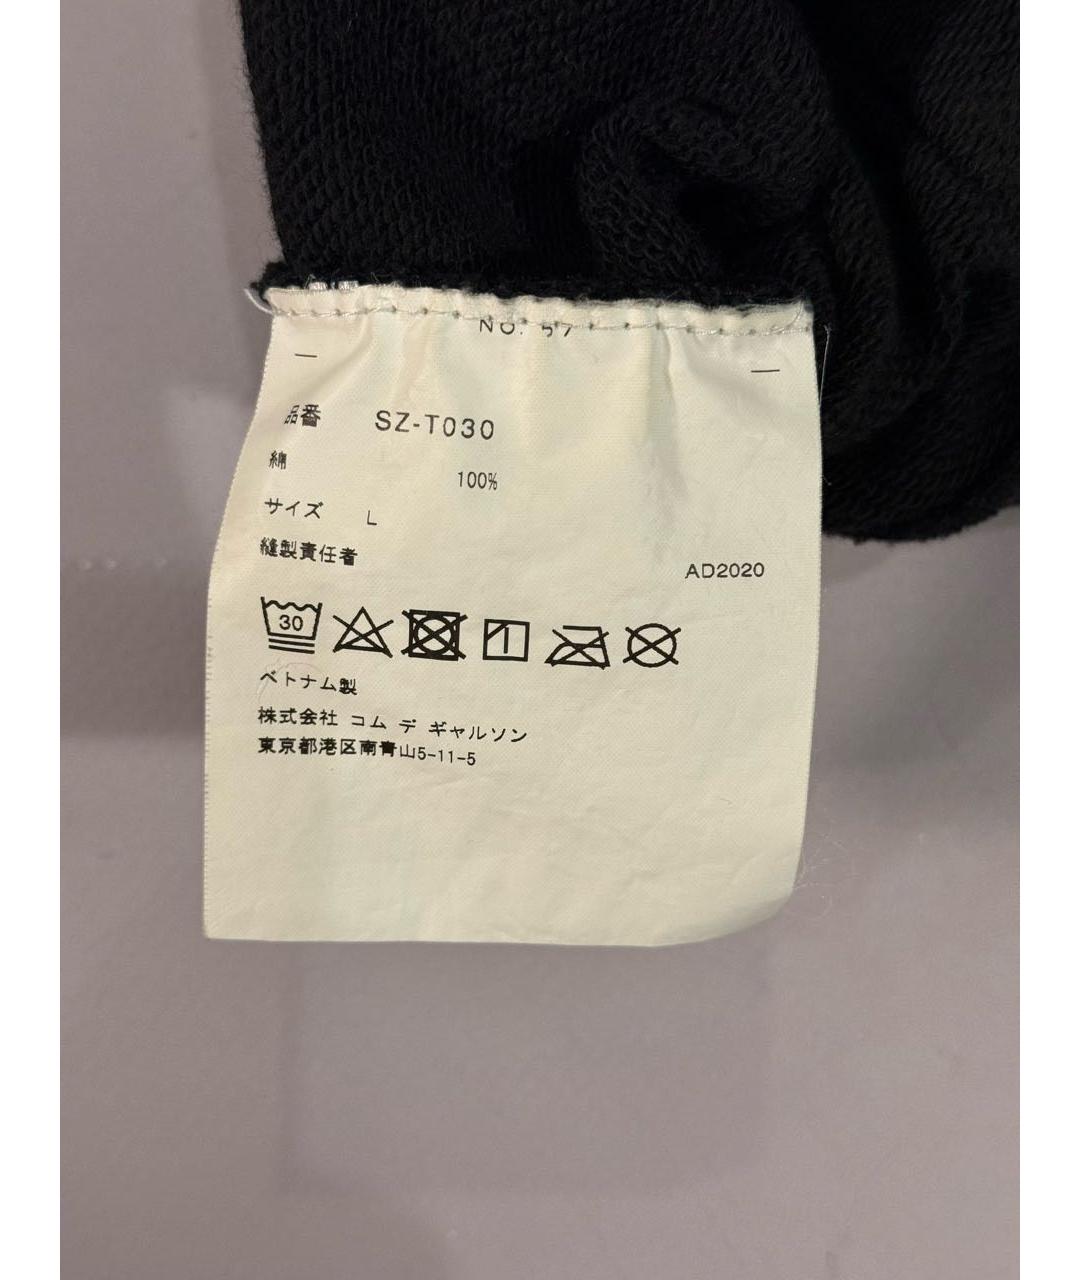 NO. 57
品番 SZ-T030
綿 100%
サイズ L
縫製責任者
AD2020
30
ベトナム製
株式会社 コム デ ギャルソン
東京都港区南青山5-11-5